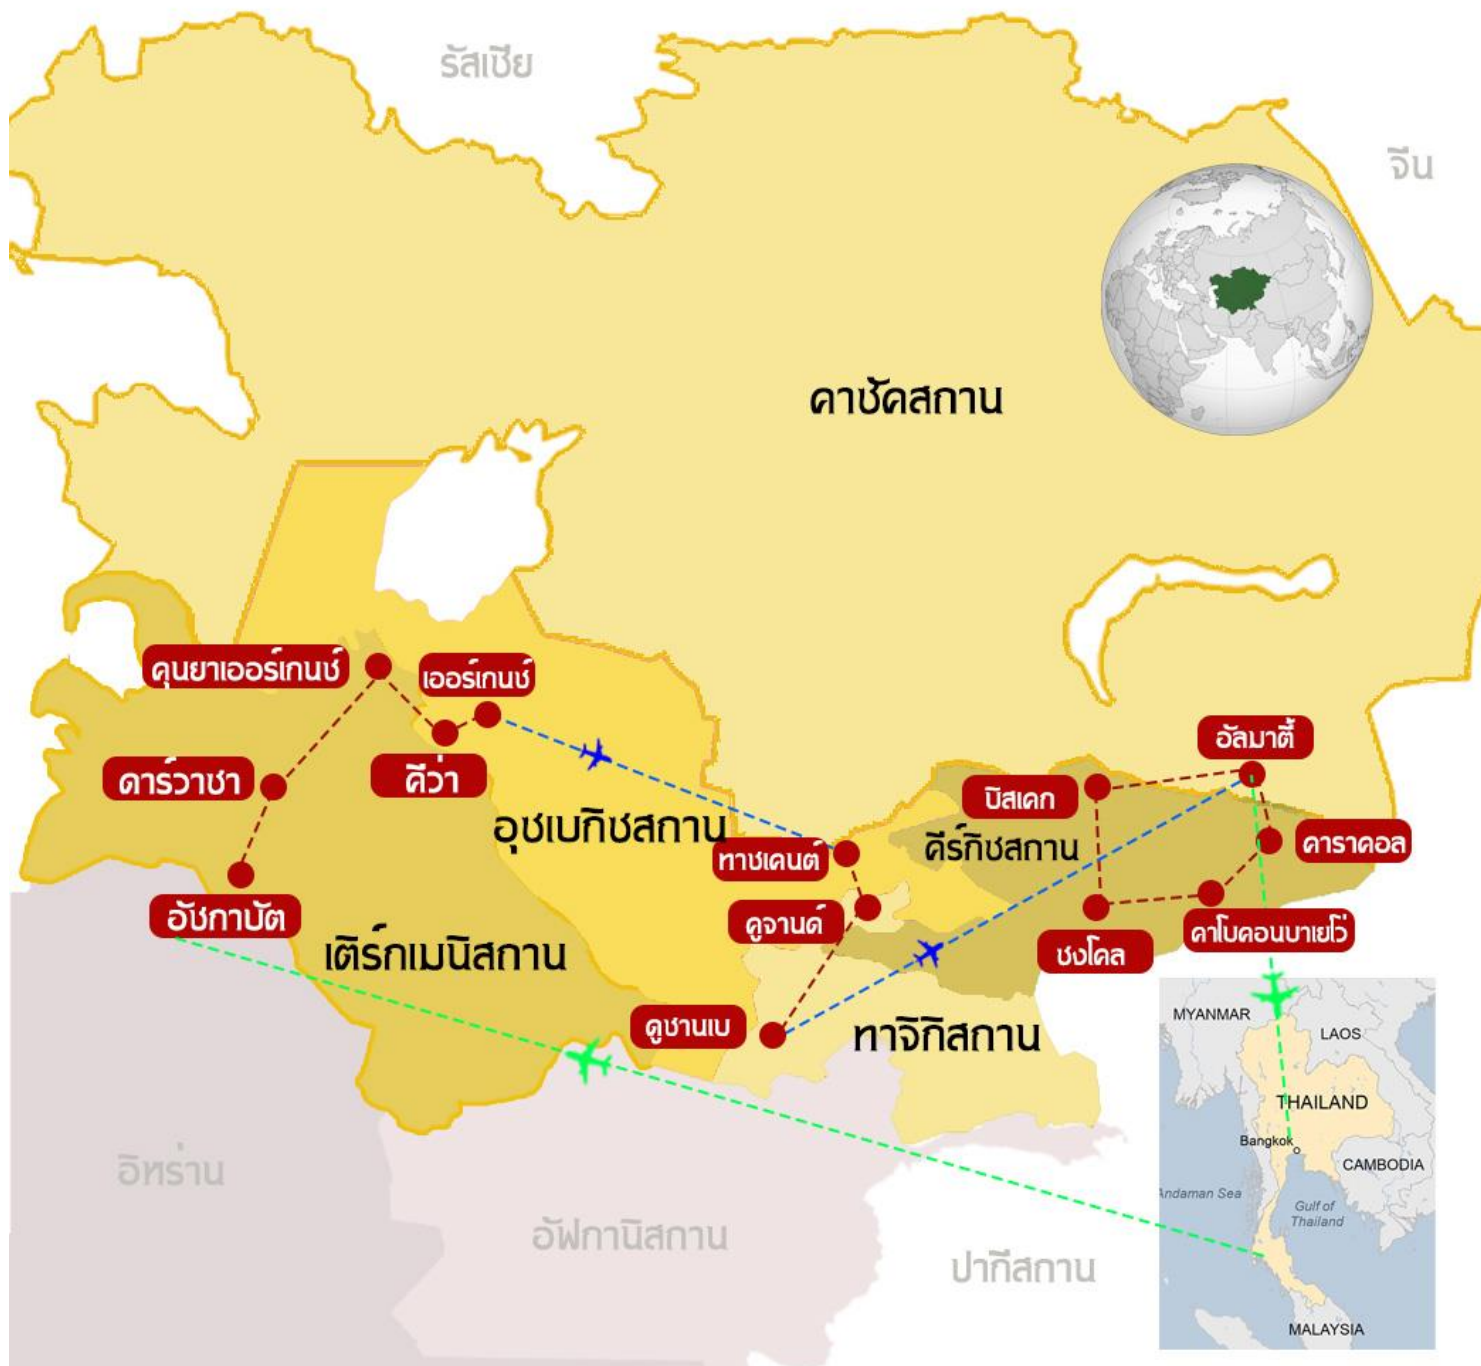 รัสเซีย
จีน
คาซัคสถาน
คุนยาเออร์เกนช์
เออร์เกนช์
ดาร์วาซา
คีว่า
อัลมาตี้
บิสเคก
อุซเบกิซสถาน
คีร์กิซสถาน
ทาชเคนต์
คาราคอล
อัชกาบัต
คูจานด์
คาโบคอนบาเยโว่
เติร์กเมนิสถาน
ชงโคล
ดูชานเบ
ทาจิกิสถาน
MYANMAR
LAOS
THAILAND
Bangkok
CAMBODIA
อิหร่าน
Andaman Sea
Gulf of
Thailand
อัฟกานิสถาน
ปากีสถาน
MALAYSIA